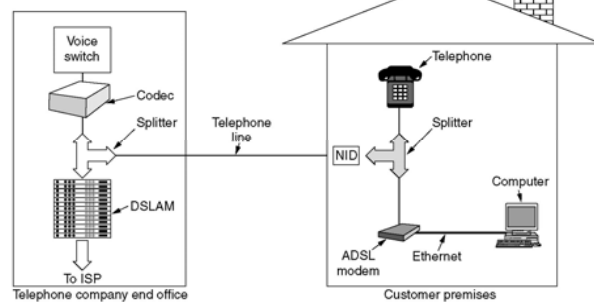 Voice
switch
Codec
Splitter
Telephone
line
DSLAM
To ISP
Telephone company end office
Telephone
NID
Splitter
Computer
ADSL
modem
Ethernet
Customer premises